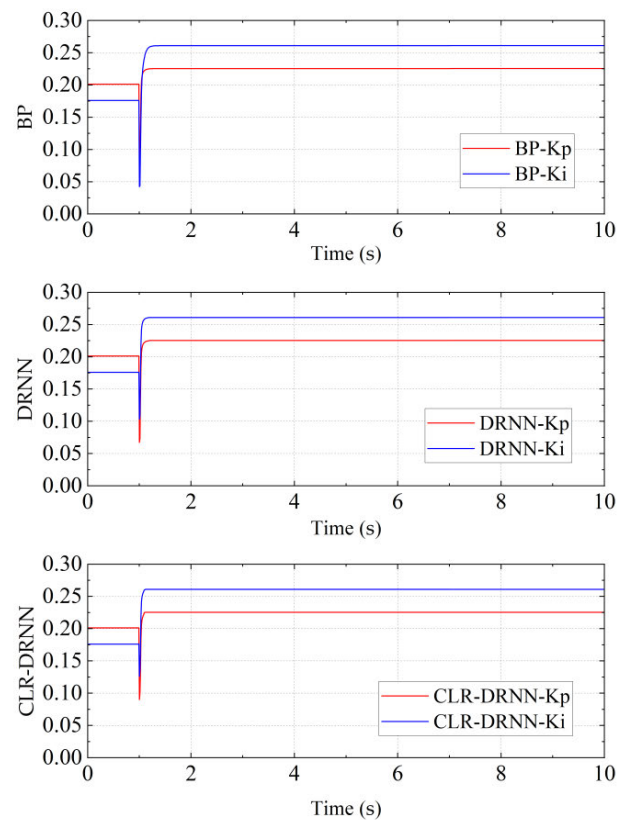 0.30
0.25
0.20
0.15
0.10
0.05
0.00
BP
BP-Kp
BP-Ki
0 2 4 6 8 10
Time (s)
0.30
0.25
0.20
0.15
0.10
0.05
0.00
DRNN
DRNN-Kp
DRNN-Ki
0 2 4 6 8 10
Time (s)
0.30
0.25
0.20
0.15
0.10
0.05
0.00
CLR-DRNN
CLR-DRNN-Kp
CLR-DRNN-Ki
0 2 4 6 8 10
Time (s)